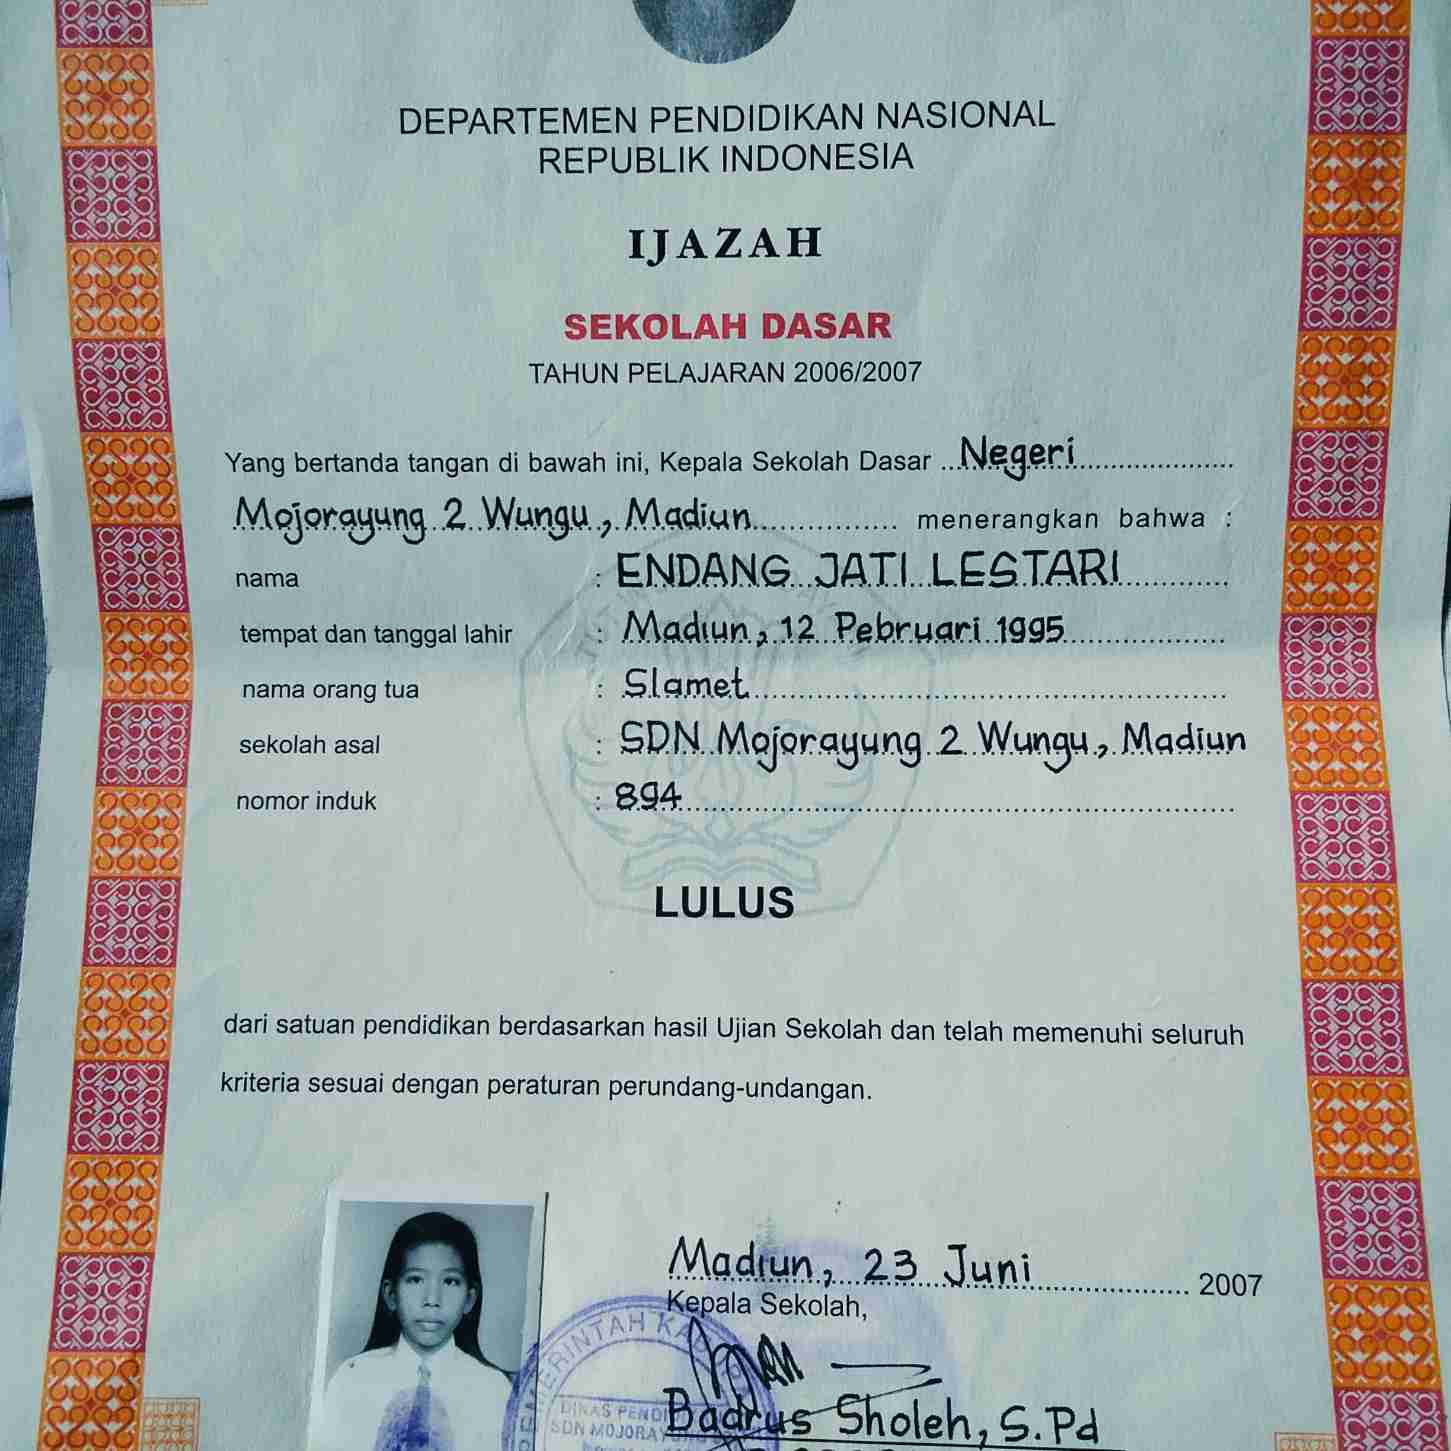 DEPARTEMEN PENDIDIKAN NASIONAL
REPUBLIK INDONESIA
IJAZAH
SEKOLAH DASAR
TAHUN PELAJARAN 2006/2007
Yang bertanda tangan di bawah ini, Kepala Sekolah Dasar Negeri
Mojorayung 2 Wungu, Madiun menerangkan bahwa :
nama : ENDANG JATI LESTARI
tempat dan tanggal lahir : Madiun, 12 Pebruari 1995
nama orang tua : Slamet
sekolah asal : SDN Mojorayung 2 Wungu, Madiun
nomor induk : 894
LULUS
dari satuan pendidikan berdasarkan hasil Ujian Sekolah dan telah memenuhi seluruh
kriteria sesuai dengan peraturan perundang-undangan.
Madiun, 23 Juni 2007
Kepala Sekolah,
Badrus Sholeh, S.Pd
DINAS
SDN